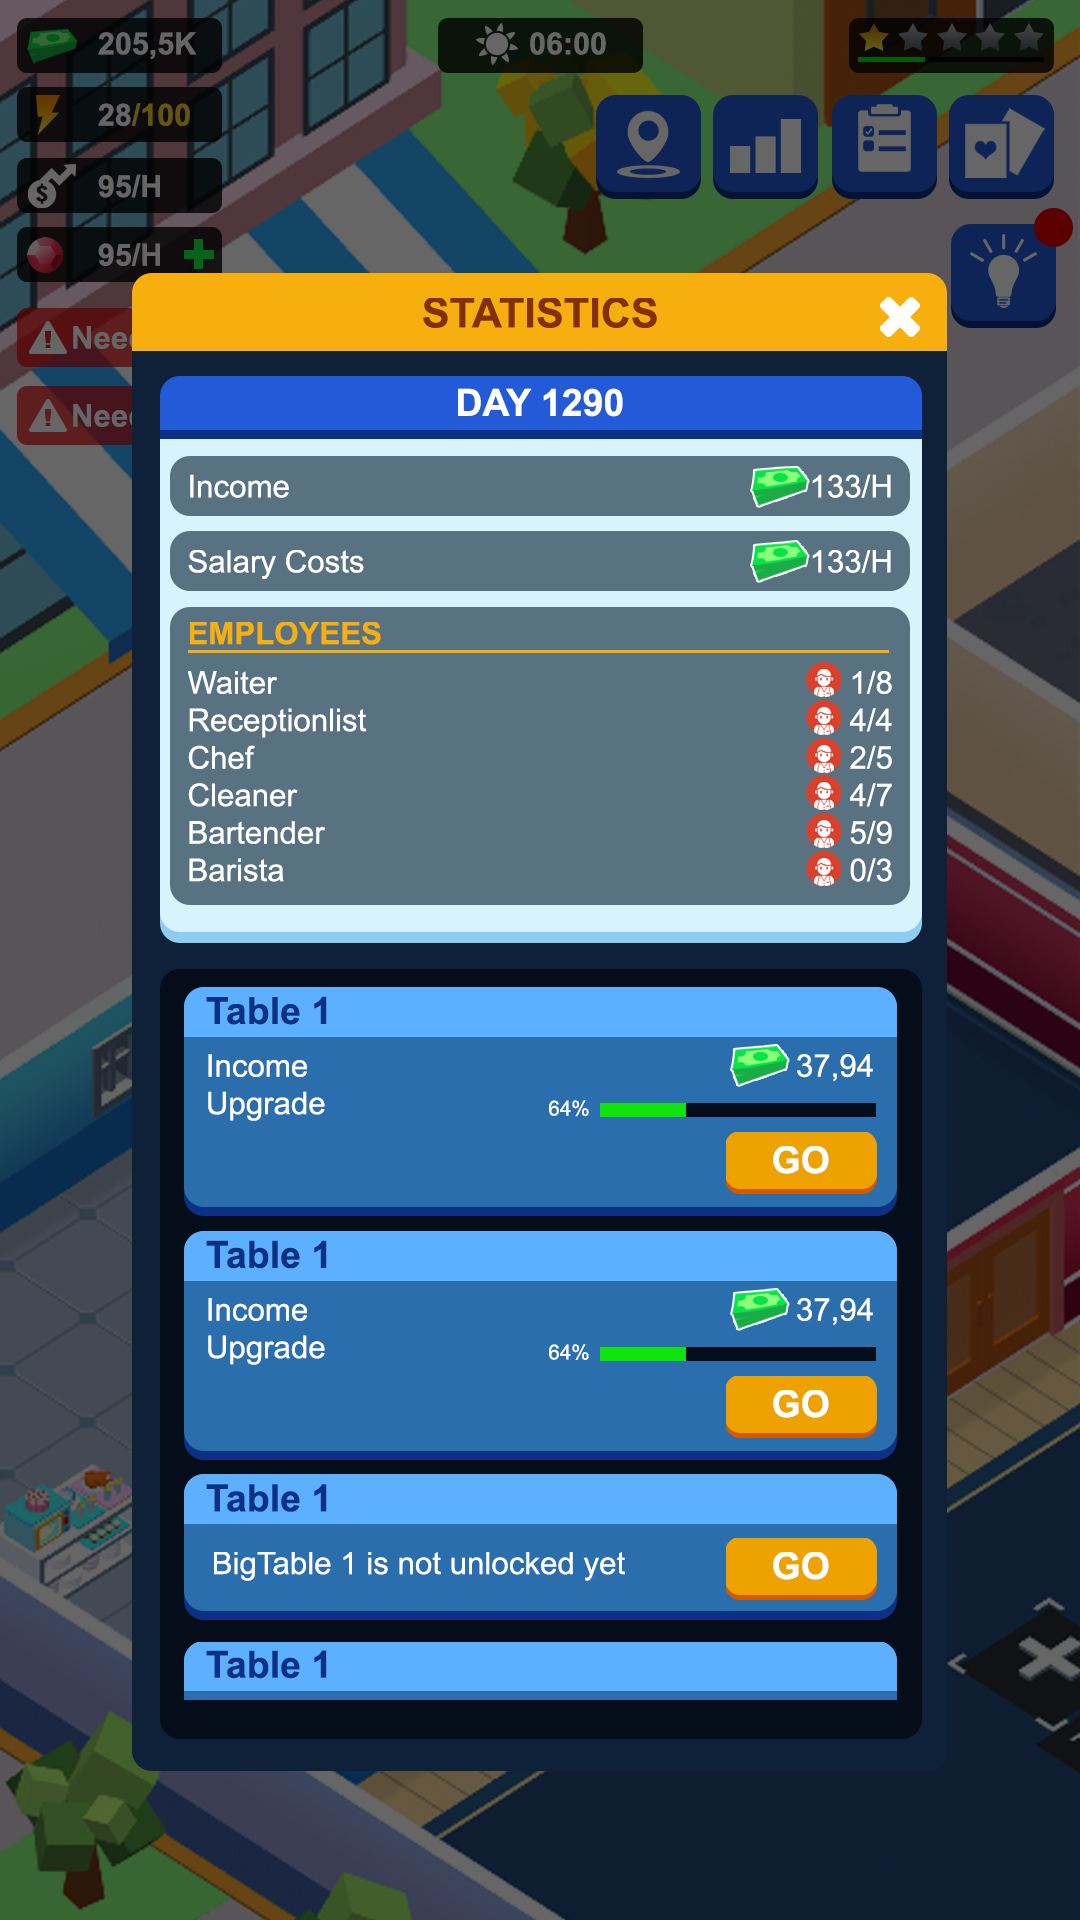 205,5K
06:00
28/100
95/H
95/H
STATISTICS
DAY 1290
Income 133/H
Salary Costs 133/H
EMPLOYEES
Waiter 1/8
Receptionlist 4/4
Chef 2/5
Cleaner 4/7
Bartender 5/9
Barista 0/3
Table 1
Income 37,94
Upgrade 64%
GO
Table 1
Income 37,94
Upgrade 64%
GO
Table 1
BigTable 1 is not unlocked yet GO
Table 1